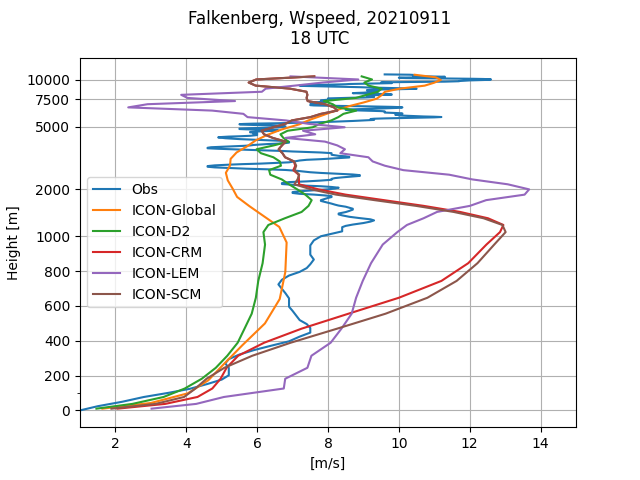 Falkenberg, Wspeed, 20210911
18 UTC
10000
7500
5000
2000
1000
800
600
400
200
0
Height [m]
Obs
ICON-Global
ICON-D2
ICON-CRM
ICON-LEM
ICON-SCM
2 4 6 8 10 12 14
[m/s]